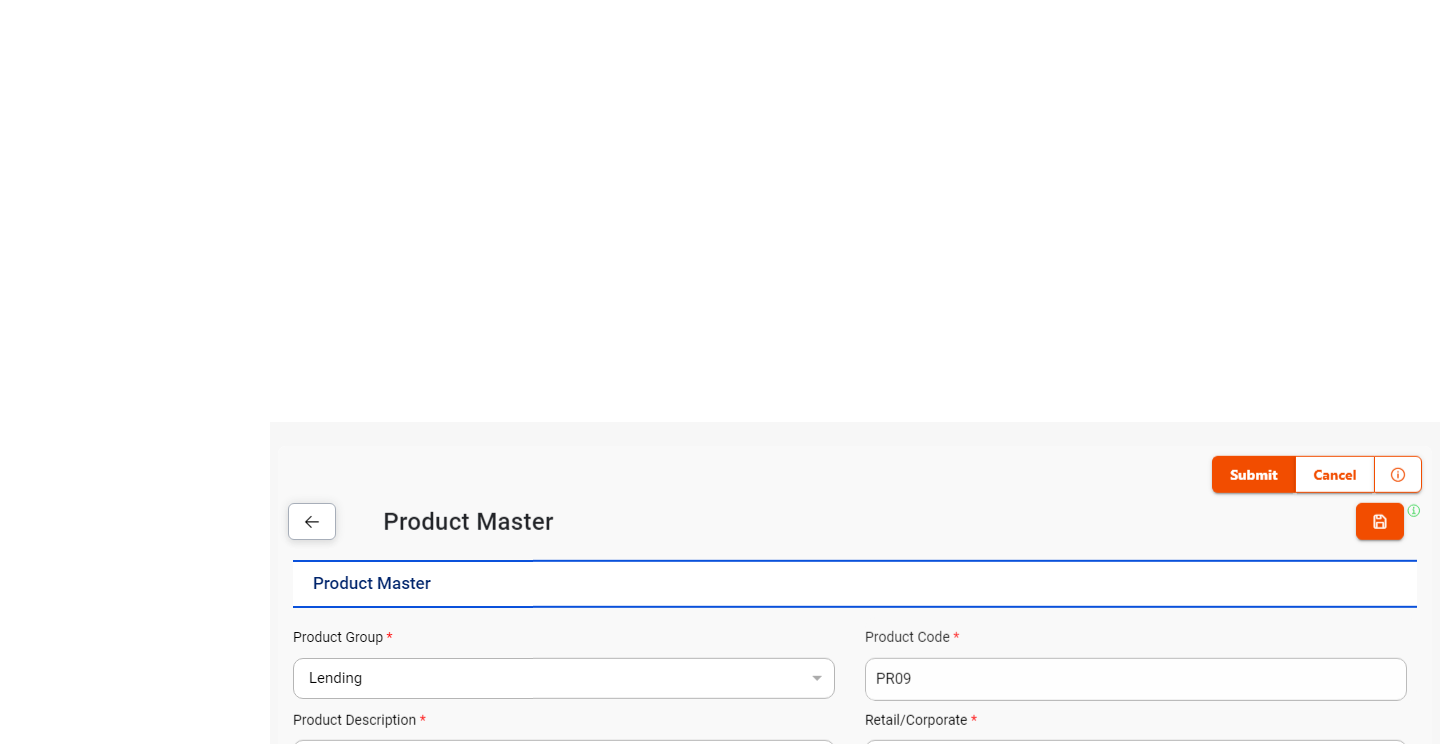 Submit Cancel
Product Master
Product Master
Product Group * Product Code *
Lending PR09
Product Description * Retail/Corporate *